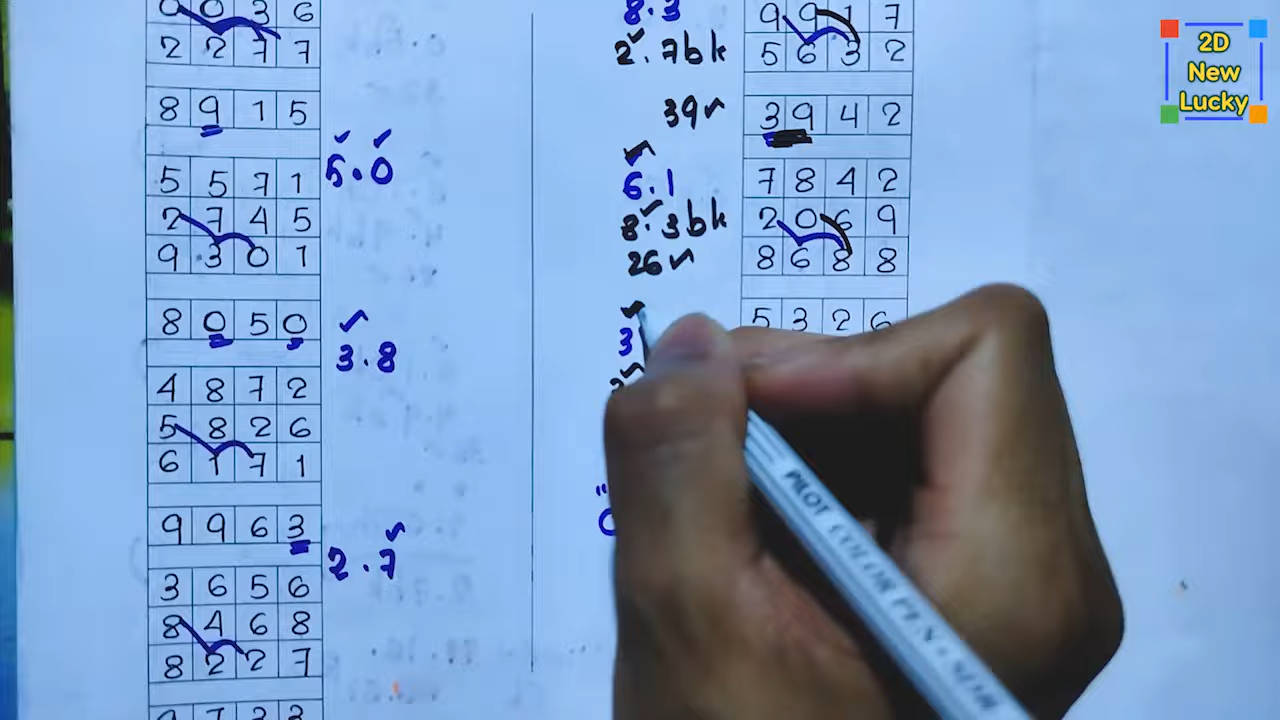 0 0 3 6
2 2 7 7
8 9 1 5
5.0
5 5 7 1
2 7 4 5
9 3 0 1
8 0 5 0
3.8
4 8 7 2
5 8 2 6
6 1 7 1
9 9 6 3
2.7
3 6 5 6
8 4 6 8
8 2 2 7
8.3
9 9 1 7
2.7bk
5 6 3 2
39
3 9 4 2
6.1
7 8 4 2
8.3bk
2 0 6 9
26
8 6 8 8
5 3 2 6
3
2D
New
Lucky
PILOT COLOR PEN